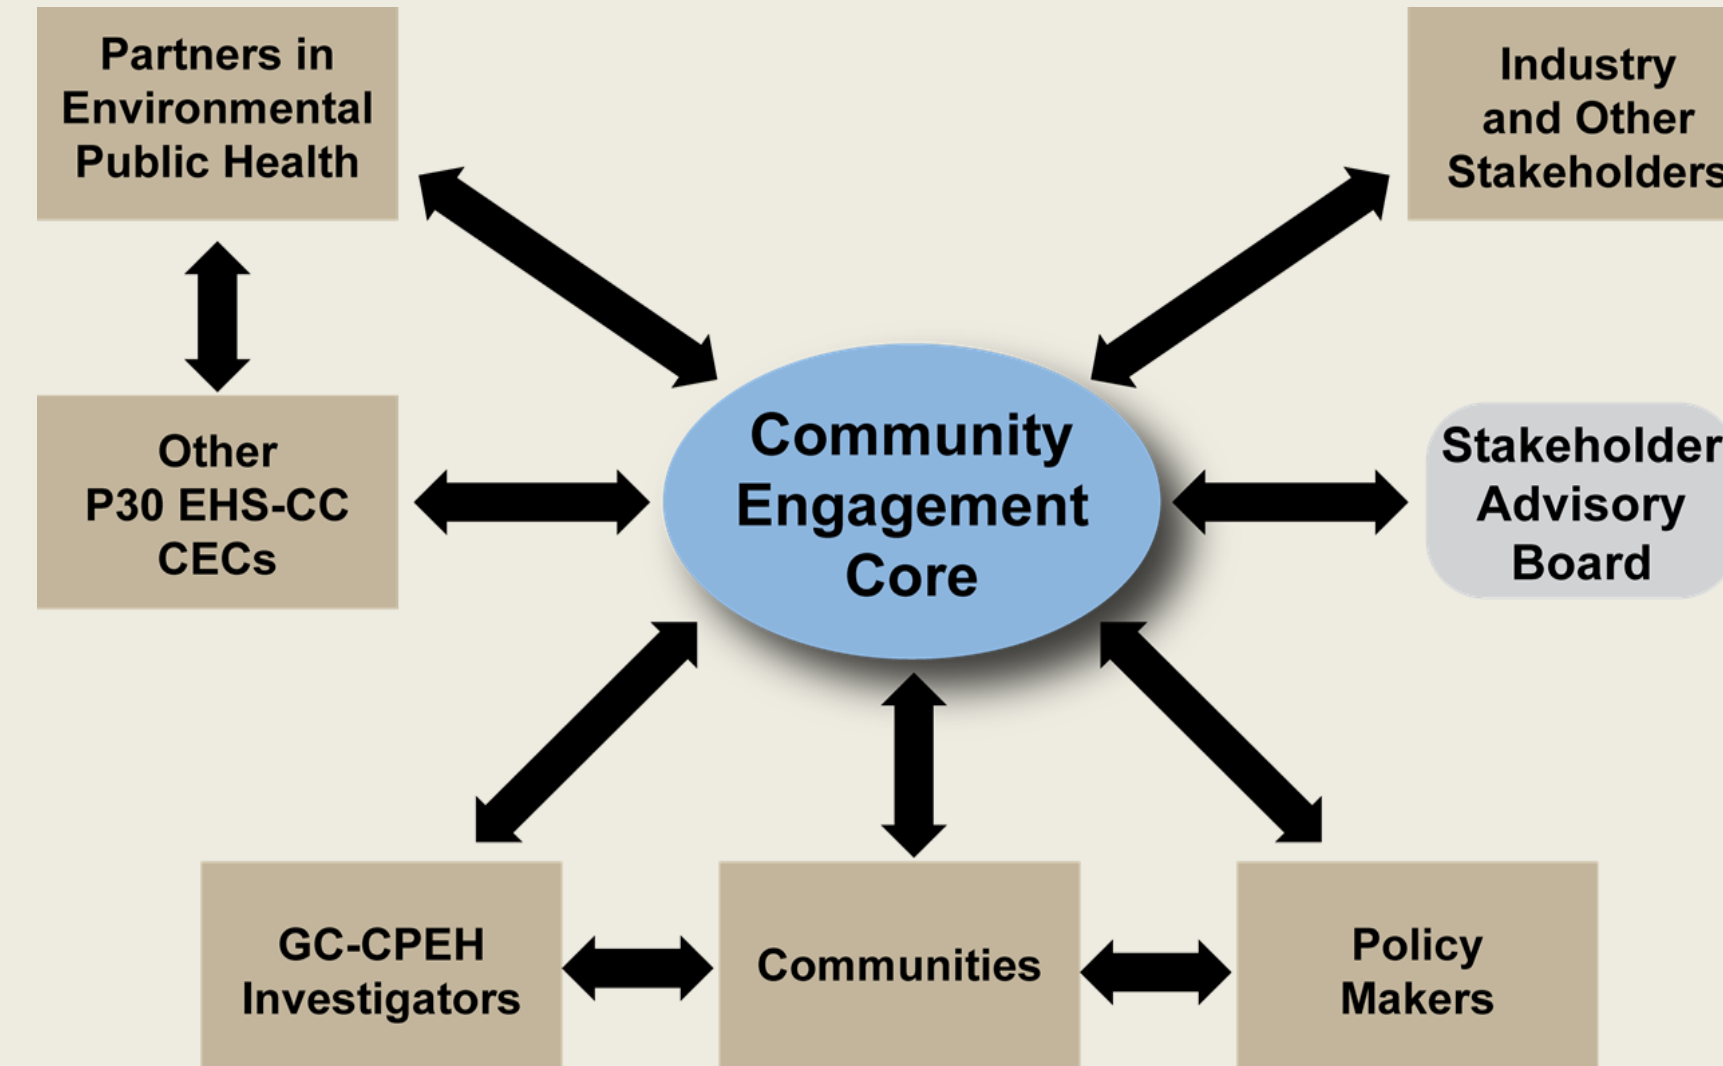 Partners in
Environmental
Public Health
Industry
and Other
Stakeholders
Other
P30 EHS-CC
CECs
Community
Engagement
Core
Stakeholder
Advisory
Board
GC-CPEH
Investigators
Communities
Policy
Makers